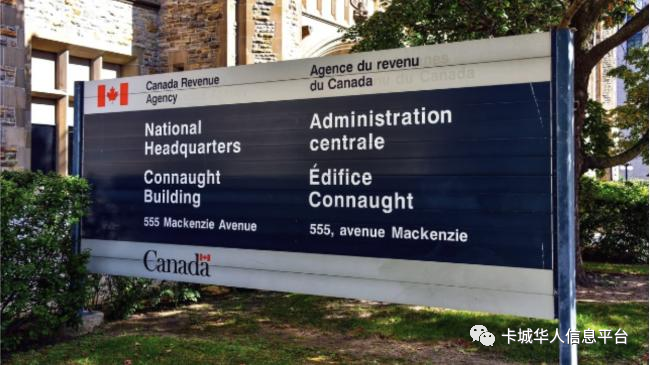 Canada Revenue
Agency
Agence du revenu
du Canada
National
Headquarters
Connaught
Building
555 Mackenzie Avenue
Administration
centrale
Édifice
Connaught
555, avenue Mackenzie
Canada
卡城华人信息平台